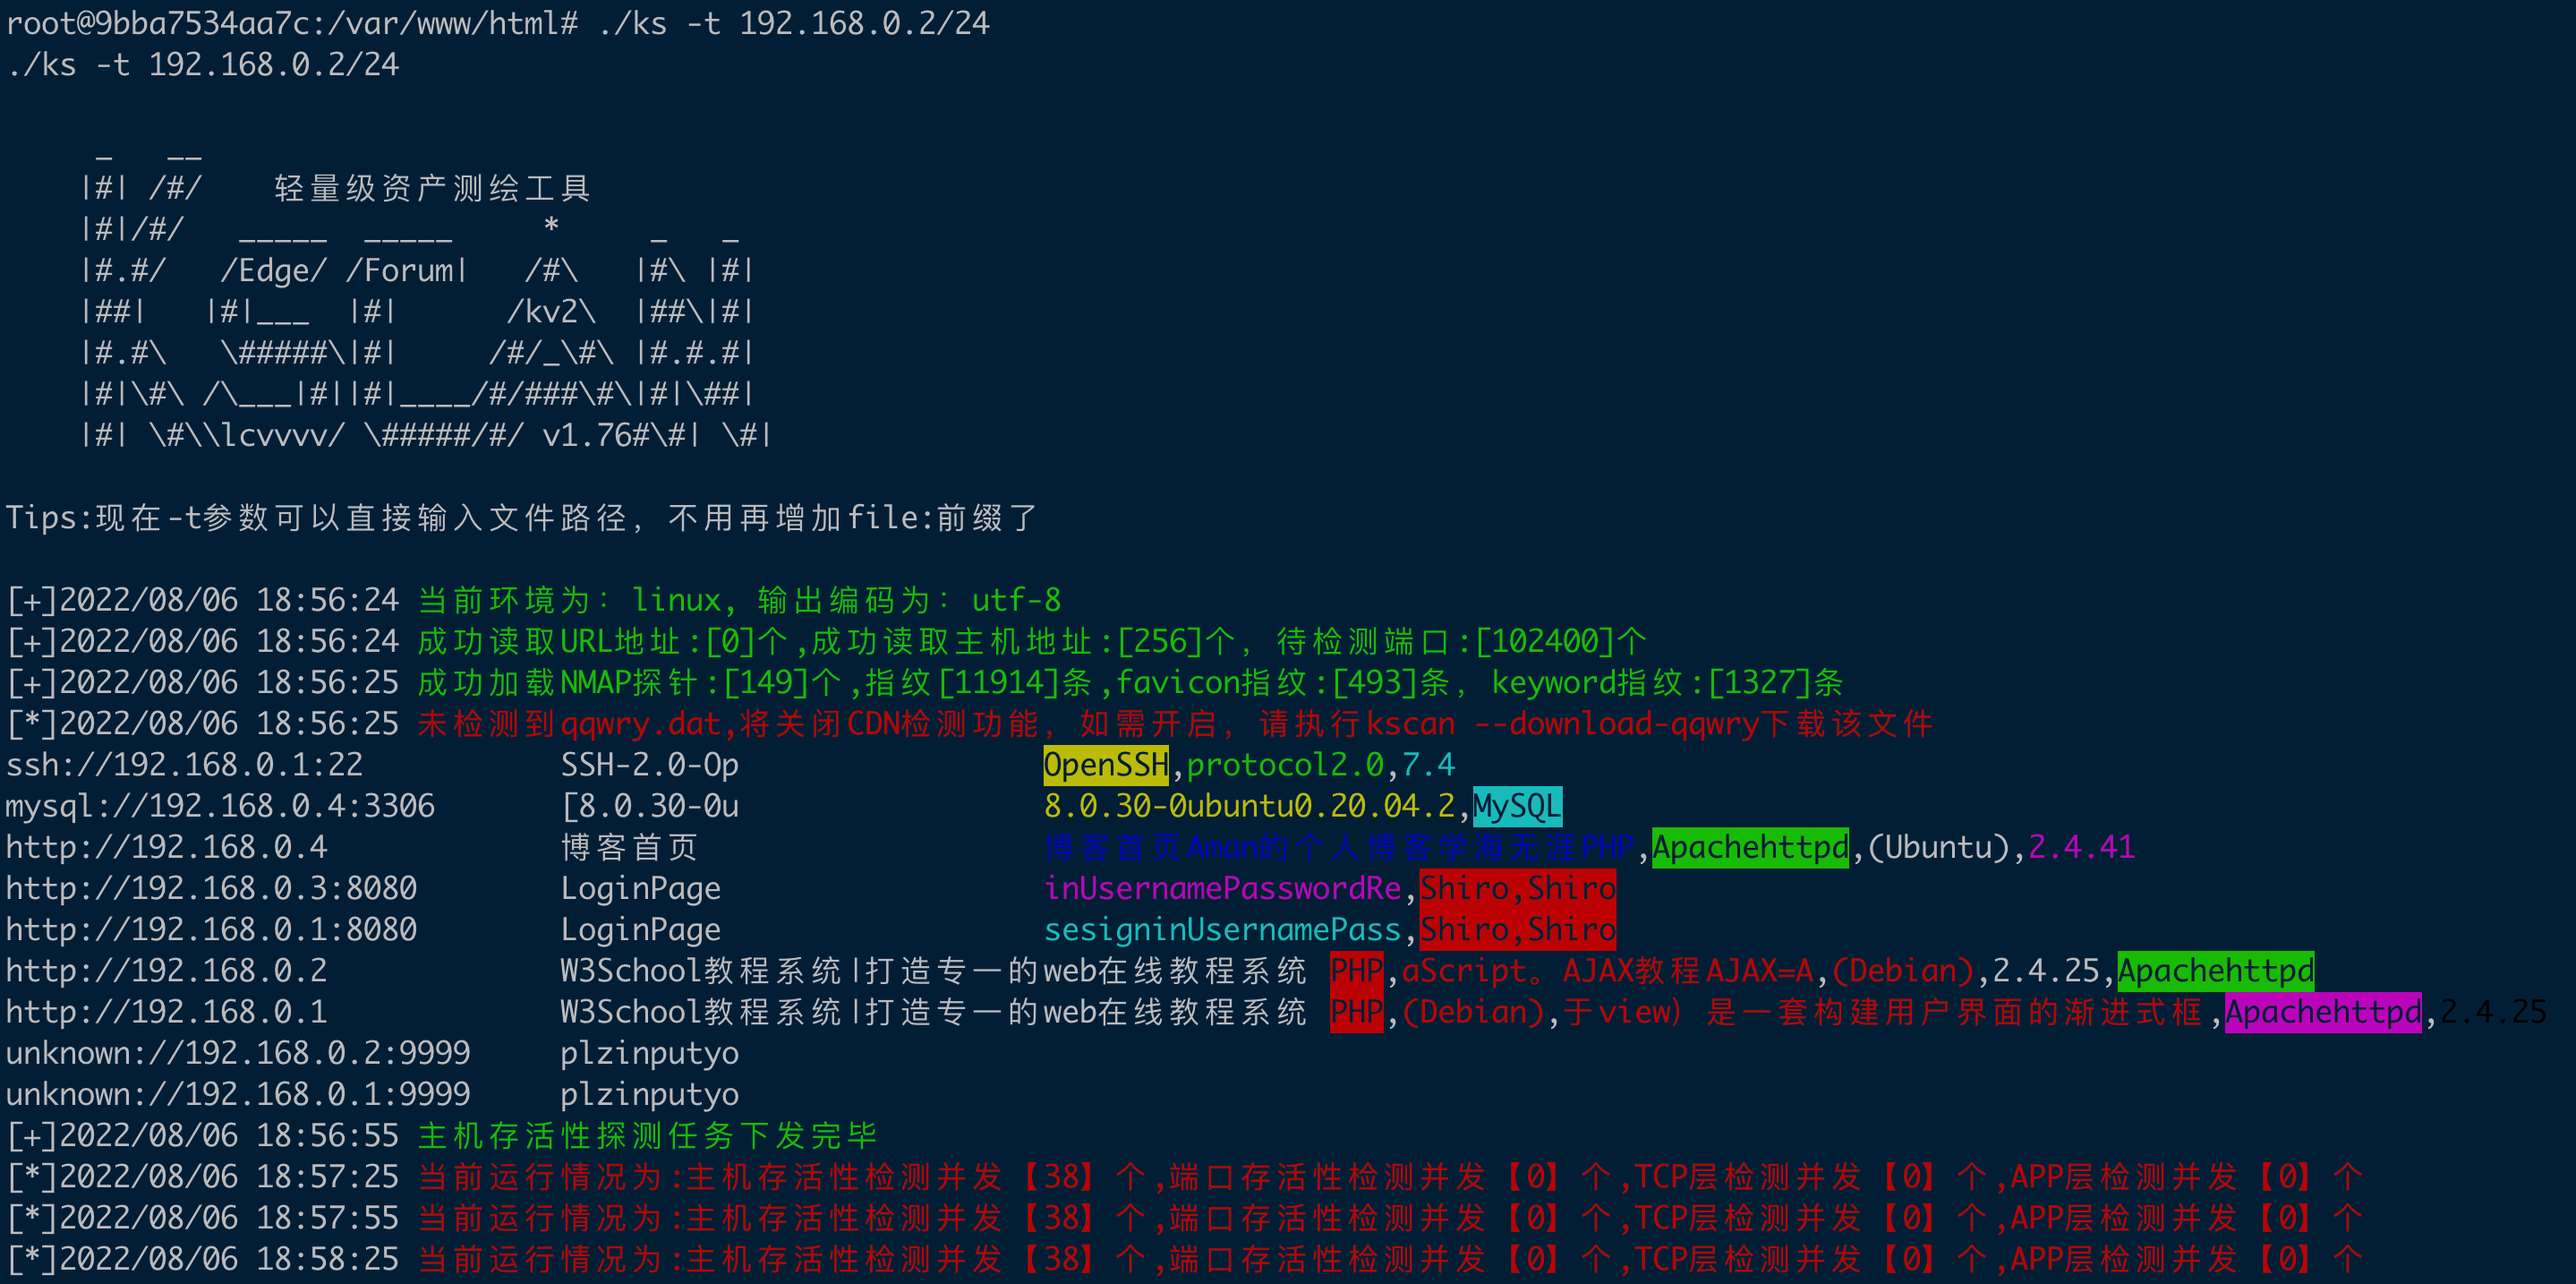 root@9bba7534aa7c:/var/www/html# ./ks -t 192.168.0.2/24
./ks -t 192.168.0.2/24
     _   __
    |#| /#/    轻量级资产测绘工具
    |#|/#/   _____  _____     *     _   _
    |#.#/   /Edge/ /Forum|   /#\   |#\ |#|
    |##|   |#|___  |#|      /kv2\  |##\|#|
    |#.#\   \#####\|#|     /#/_\#\ |#.#.#|
    |#|\#\ /\___|#||#|____/#/###\#\|#|\##|
    |#| \#\\lcvvvv/ \#####/#/ v1.76#\#| \#|
Tips:现在-t参数可以直接输入文件路径，不用再增加file:前缀了
[+]2022/08/06 18:56:24 当前环境为：linux, 输出编码为：utf-8
[+]2022/08/06 18:56:24 成功读取URL地址:[0]个,成功读取主机地址:[256]个，待检测端口:[102400]个
[+]2022/08/06 18:56:25 成功加载NMAP探针:[149]个,指纹[11914]条,favicon指纹:[493]条，keyword指纹:[1327]条
[*]2022/08/06 18:56:25 未检测到qqwry.dat,将关闭CDN检测功能，如需开启，请执行kscan --download-qqwry下载该文件
ssh://192.168.0.1:22 SSH-2.0-Op OpenSSH,protocol2.0,7.4
mysql://192.168.0.4:3306 [8.0.30-0u 8.0.30-0ubuntu0.20.04.2,MySQL
http://192.168.0.4 博客首页 博客首页Aman的个人博客学海无涯PHP,Apachehttpd,(Ubuntu),2.4.41
http://192.168.0.3:8080 LoginPage inUsernamePasswordRe,Shiro,Shiro
http://192.168.0.1:8080 LoginPage sesigninUsernamePass,Shiro,Shiro
http://192.168.0.2 W3School教程系统|打造专一的web在线教程系统 PHP,aScript。AJAX教程AJAX=A,(Debian),2.4.25,Apachehttpd
http://192.168.0.1 W3School教程系统|打造专一的web在线教程系统 PHP,(Debian),于view）是一套构建用户界面的渐进式框,Apachehttpd,2.4.25
unknown://192.168.0.2:9999 plzinputyo
unknown://192.168.0.1:9999 plzinputyo
[+]2022/08/06 18:56:55 主机存活性探测任务下发完毕
[*]2022/08/06 18:57:25 当前运行情况为:主机存活性检测并发【38】个,端口存活性检测并发【0】个,TCP层检测并发【0】个,APP层检测并发【0】个
[*]2022/08/06 18:57:55 当前运行情况为:主机存活性检测并发【38】个,端口存活性检测并发【0】个,TCP层检测并发【0】个,APP层检测并发【0】个
[*]2022/08/06 18:58:25 当前运行情况为:主机存活性检测并发【38】个,端口存活性检测并发【0】个,TCP层检测并发【0】个,APP层检测并发【0】个